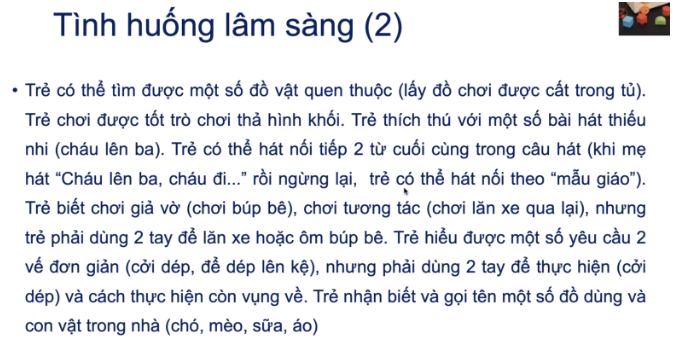 Tình huống lâm sàng (2)
• Trẻ có thể tìm được một số đồ vật quen thuộc (lấy đồ chơi được cất trong tủ).
Trẻ chơi được tốt trò chơi thả hình khối. Trẻ thích thú với một số bài hát thiếu
nhi (cháu lên ba). Trẻ có thể hát nối tiếp 2 từ cuối cùng trong câu hát (khi mẹ
hát “Cháu lên ba, cháu đi...” rồi ngừng lại, trẻ có thể hát nối theo “mẫu giáo”).
Trẻ biết chơi giả vờ (chơi búp bê), chơi tương tác (chơi lăn xe qua lại), nhưng
trẻ phải dùng 2 tay để lăn xe hoặc ôm búp bê. Trẻ hiểu được một số yêu cầu 2
vế đơn giản (cởi dép, để dép lên kệ), nhưng phải dùng 2 tay để thực hiện (cởi
dép) và cách thực hiện còn vụng về. Trẻ nhận biết và gọi tên một số đồ dùng và
con vật trong nhà (chó, mèo, sữa, áo)